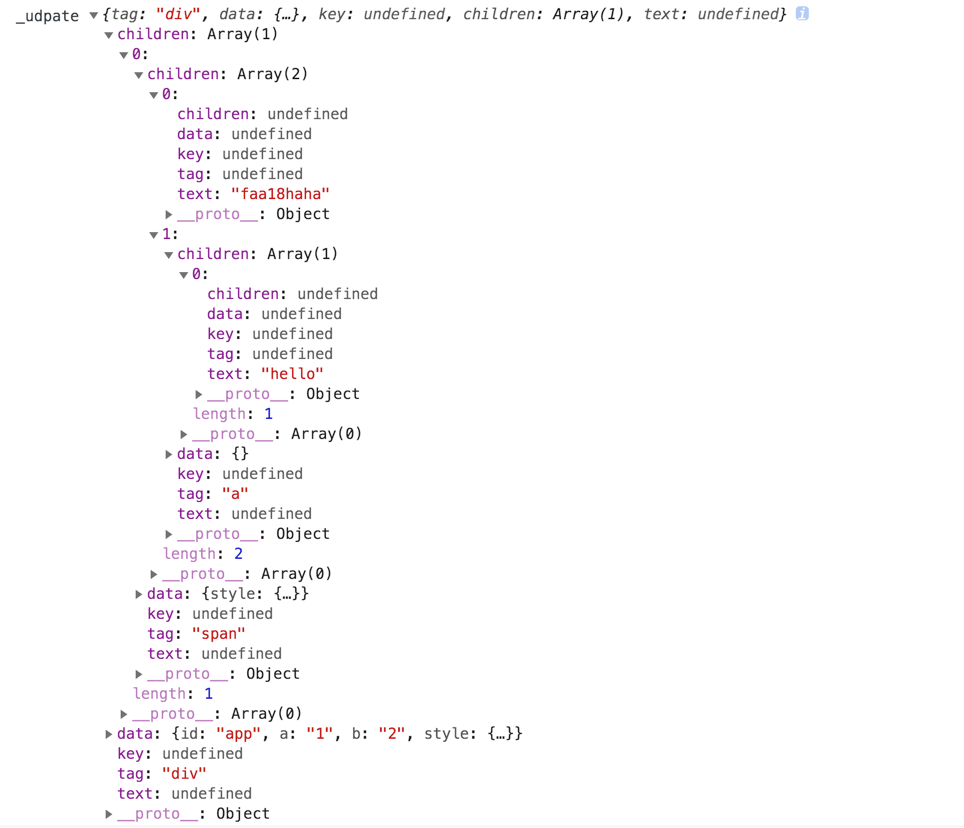 _udpate ▼{tag: "div", data: {…}, key: undefined, children: Array(1), text: undefined} i
▼children: Array(1)
▼0:
▼children: Array(2)
▼0:
children: undefined
data: undefined
key: undefined
tag: undefined
text: "faa18haha"
▶__proto__: Object
▼1:
▼children: Array(1)
▼0:
children: undefined
data: undefined
key: undefined
tag: undefined
text: "hello"
▶__proto__: Object
length: 1
▶__proto__: Array(0)
▶data: {}
key: undefined
tag: "a"
text: undefined
▶__proto__: Object
length: 2
▶__proto__: Array(0)
▶data: {style: {…}}
key: undefined
tag: "span"
text: undefined
▶__proto__: Object
length: 1
▶__proto__: Array(0)
▶data: {id: "app", a: "1", b: "2", style: {…}}
key: undefined
tag: "div"
text: undefined
▶__proto__: Object